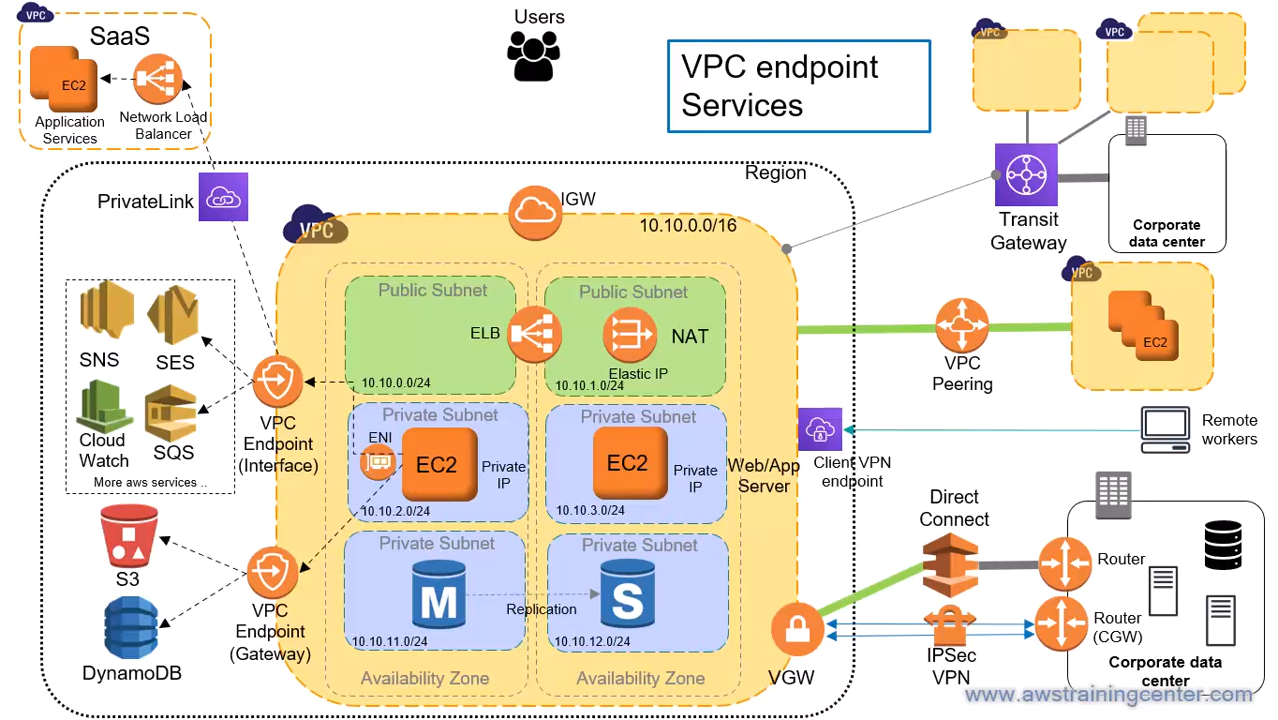 VPC
SaaS
EC2
Application
Services
Network Load
Balancer
Users
VPC endpoint
Services
VPC
VPC
Transit
Gateway
Corporate
data center
Region
PrivateLink
VPC
IGW
10.10.0.0/16
Public Subnet
10.10.0.0/24
ELB
Public Subnet
NAT
Elastic IP
10.10.1.0/24
SNS
SES
Cloud
Watch
SQS
More aws services ..
VPC
Endpoint
(Interface)
Private Subnet
ENI
EC2
Private
IP
10.10.2.0/24
Private Subnet
EC2
Private
IP
10.10.3.0/24
Web/App
Server
VPC
Peering
VPC
EC2
Client VPN
endpoint
Remote
workers
S3
DynamoDB
VPC
Endpoint
(Gateway)
Private Subnet
M
10.10.11.0/24
Replication
Private Subnet
S
10.10.12.0/24
Availability Zone
Availability Zone
VGW
Direct
Connect
IPSec
VPN
Router
Router
(CGW)
Corporate data
center
www.awstrainingcenter.com